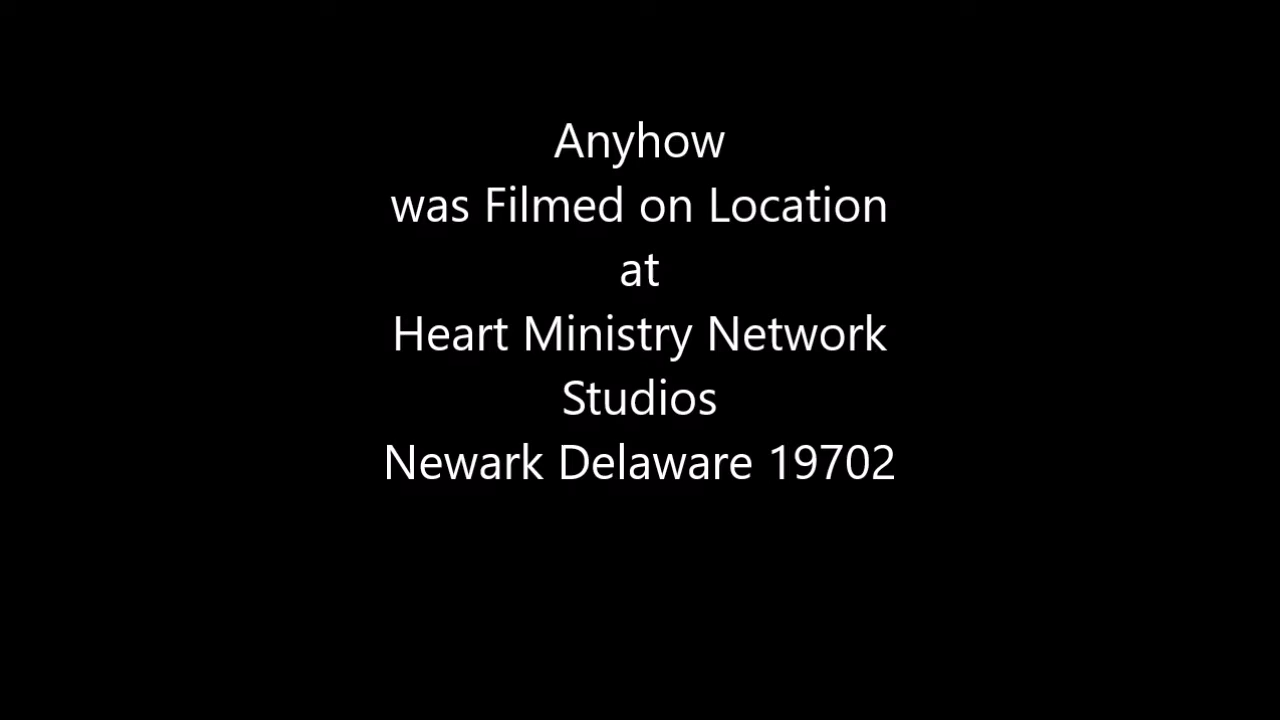 Anyhow
was Filmed on Location
at
Heart Ministry Network
Studios
Newark Delaware 19702